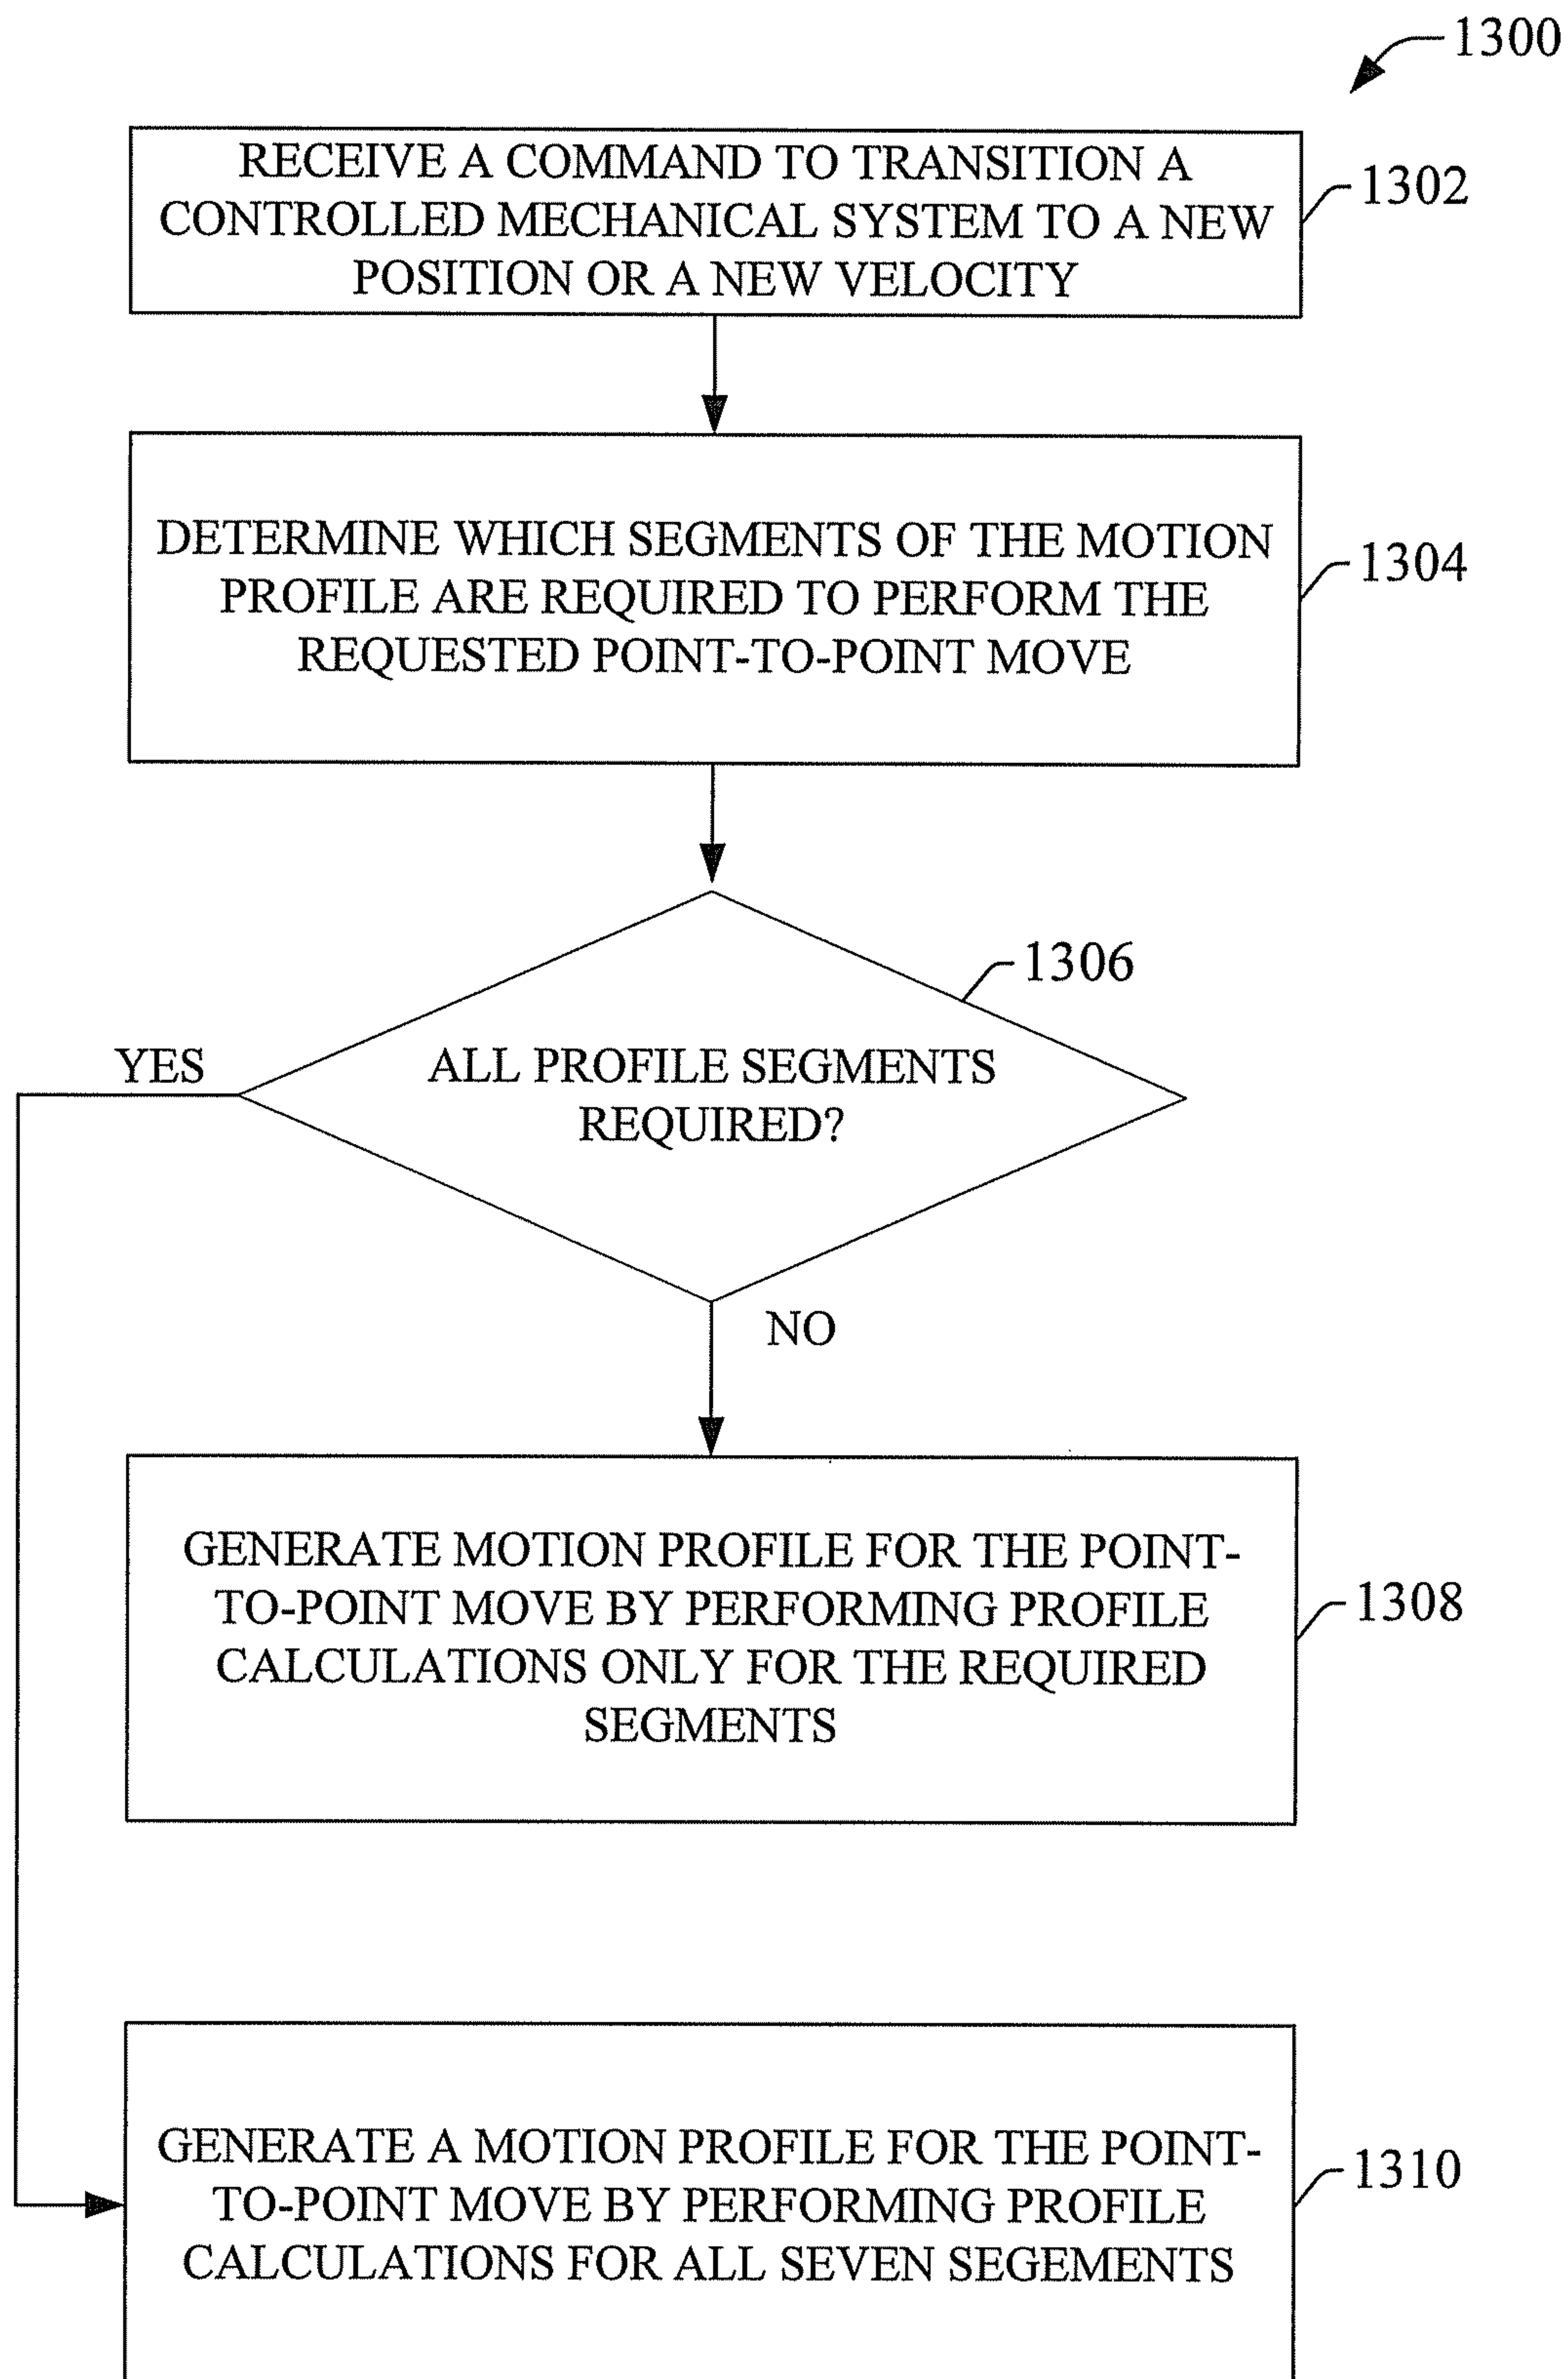 1300
RECEIVE A COMMAND TO TRANSITION A
CONTROLLED MECHANICAL SYSTEM TO A NEW
POSITION OR A NEW VELOCITY
1302
DETERMINE WHICH SEGMENTS OF THE MOTION
PROFILE ARE REQUIRED TO PERFORM THE
REQUESTED POINT-TO-POINT MOVE
1304
1306
YES
ALL PROFILE SEGMENTS
REQUIRED?
NO
GENERATE MOTION PROFILE FOR THE POINT-
TO-POINT MOVE BY PERFORMING PROFILE
CALCULATIONS ONLY FOR THE REQUIRED
SEGMENTS
1308
GENERATE A MOTION PROFILE FOR THE POINT-
TO-POINT MOVE BY PERFORMING PROFILE
CALCULATIONS FOR ALL SEVEN SEGEMENTS
1310